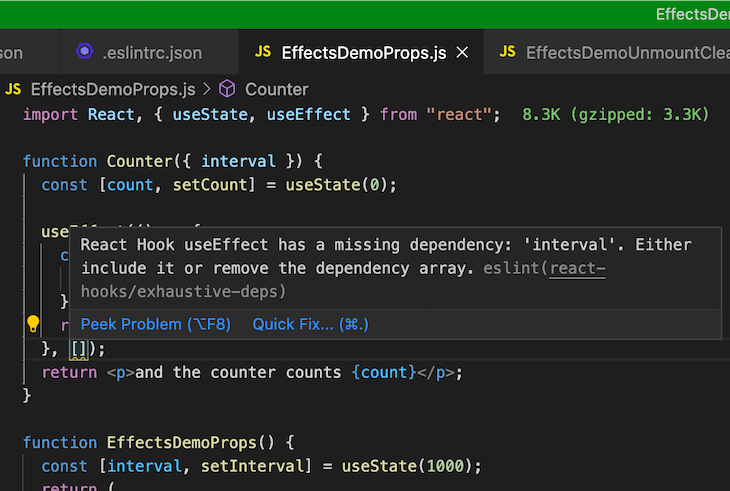 EffectsDem
son
.eslintrc.json
JS EffectsDemoProps.js ×
JS EffectsDemoUnmountClea
JS EffectsDemoProps.js > Counter
import React, { useState, useEffect } from "react"; 8.3K (gzipped: 3.3K)
function Counter({ interval }) {
const [count, setCount] = useState(0);
React Hook useEffect has a missing dependency: 'interval'. Either
include it or remove the dependency array. eslint(react-
hooks/exhaustive-deps)
Peek Problem (⌥F8) Quick Fix... (⌘.)
}, []);
return <p>and the counter counts {count}</p>;
}
function EffectsDemoProps() {
const [interval, setInterval] = useState(1000);
return (